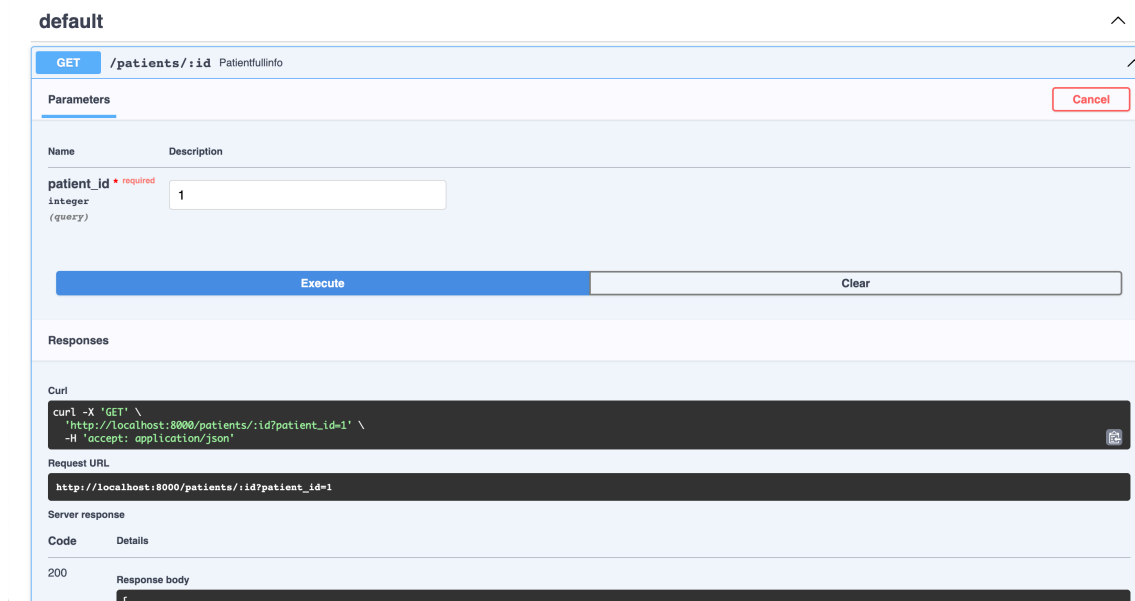 default
GET /patients/:id Patientfullinfo
Parameters
Cancel
Name Description
patient_id * required
integer
(query)
1
Execute Clear
Responses
Curl
curl -X 'GET' \
'http://localhost:8000/patients/:id?patient_id=1' \
-H 'accept: application/json'
Request URL
http://localhost:8000/patients/:id?patient_id=1
Server response
Code Details
200
Response body
{